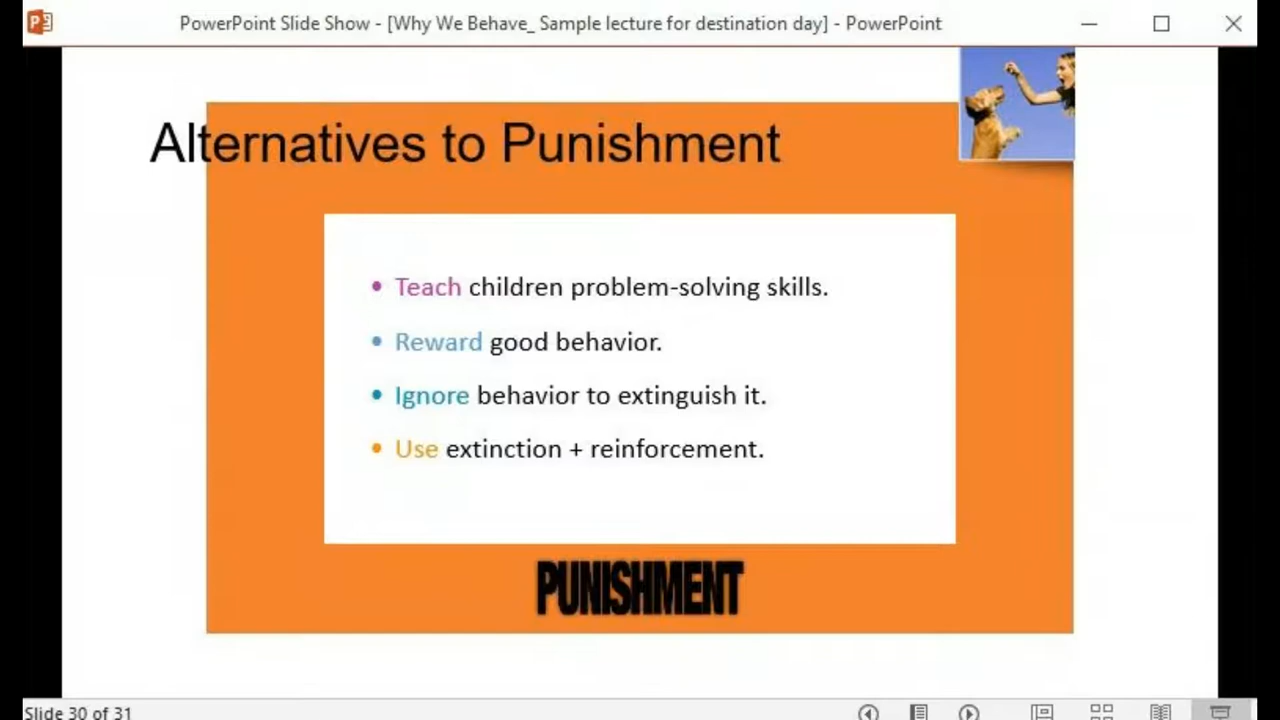 PowerPoint Slide Show - [Why We Behave_ Sample lecture for destination day] - PowerPoint
Alternatives to Punishment
• Teach children problem-solving skills.
• Reward good behavior.
• Ignore behavior to extinguish it.
• Use extinction + reinforcement.
PUNISHMENT
Slide 30 of 31